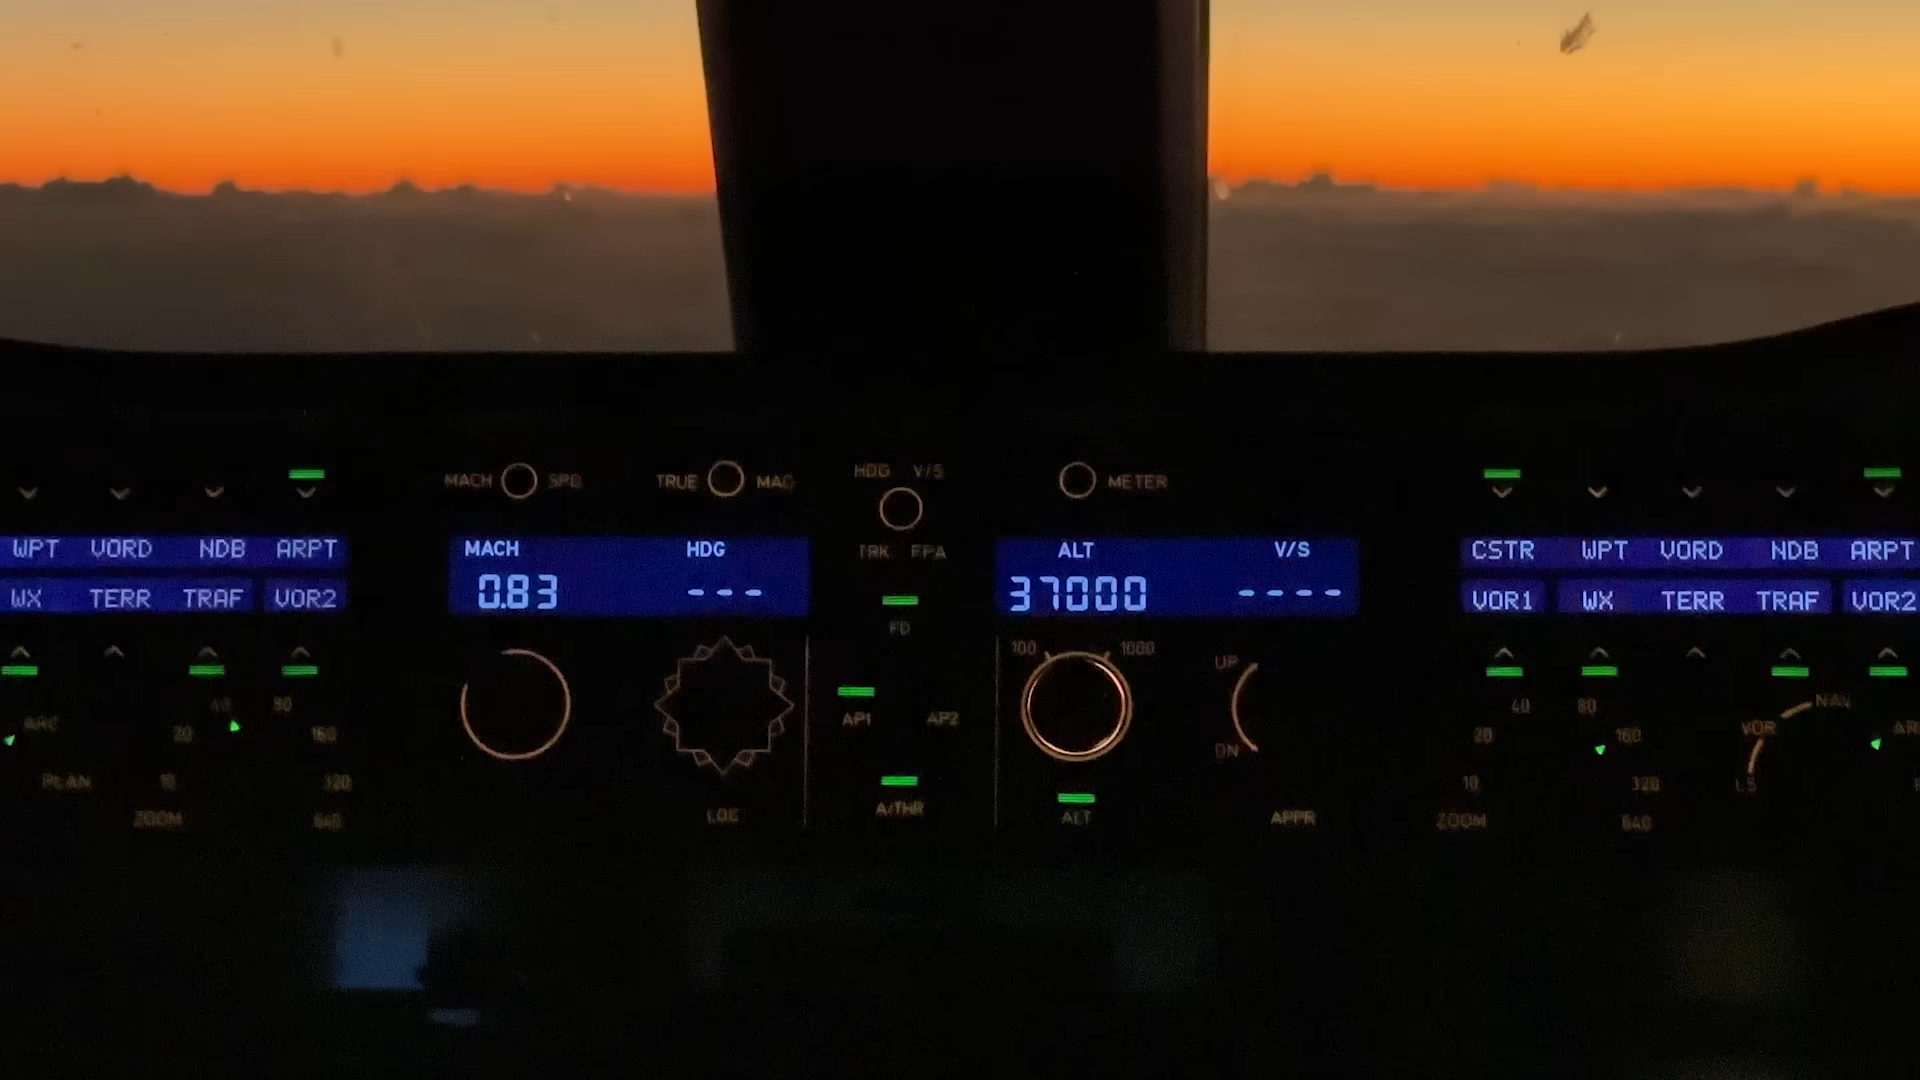 HDG V/S
MACH SPD TRUE MAG METER
WPT VORD NDB ARPT MACH HDG TRK FPA ALT V/S CSTR WPT VORD NDB ARPT
WX TERR TRAF VOR2 0.83 --- 37000 ---- VOR1 WX TERR TRAF VOR2
FD
100 1000
UP
ARC 20 40 80 160 AP1 AP2 20 40 80 160 VOR NAV
PLAN 10 320 DN 10 320 LS
ZOOM 640 LOC A/THR ALT APPR ZOOM 640